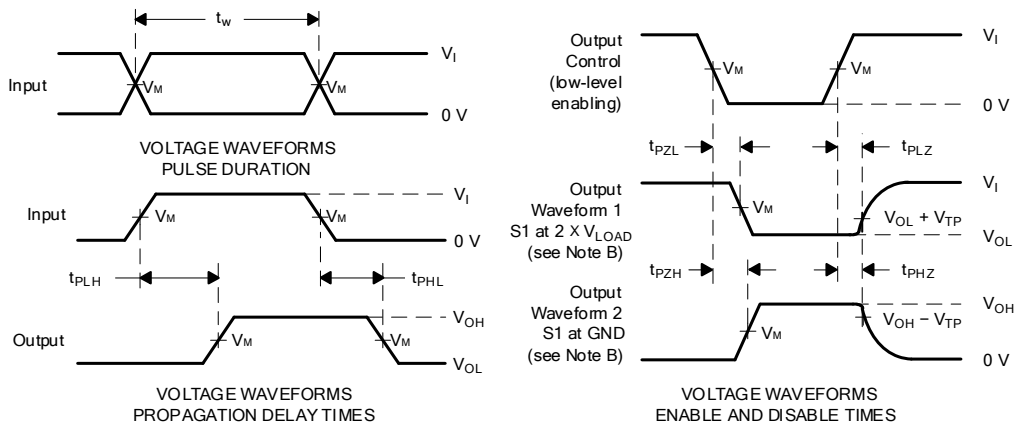 t_w
Input
V_M
V_M
V_I
0 V
VOLTAGE WAVEFORMS
PULSE DURATION
Input
V_M
V_M
V_I
0 V
t_PLH
t_PHL
Output
V_M
V_M
V_OH
V_OL
VOLTAGE WAVEFORMS
PROPAGATION DELAY TIMES
Output
Control
(low-level
enabling)
V_M
V_M
V_I
0 V
t_PZL
t_PLZ
Output
Waveform 1
S1 at 2 X V_LOAD
(see Note B)
V_M
V_I
V_OL + V_TP
V_OL
t_PZH
t_PHZ
Output
Waveform 2
S1 at GND
(see Note B)
V_M
V_OH
V_OH − V_TP
0 V
VOLTAGE WAVEFORMS
ENABLE AND DISABLE TIMES